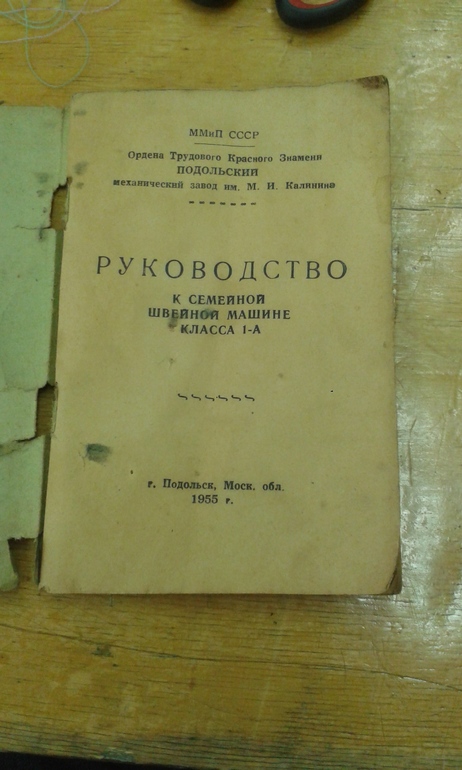 ММиП СССР
Ордена Трудового Красного Знамени
ПОДОЛЬСКИЙ
механический завод им. М. И. Калинина
РУКОВОДСТВО
К СЕМЕЙНОЙ
ШВЕЙНОЙ МАШИНЕ
КЛАССА 1-А
г. Подольск, Моск. обл.
1955 г.